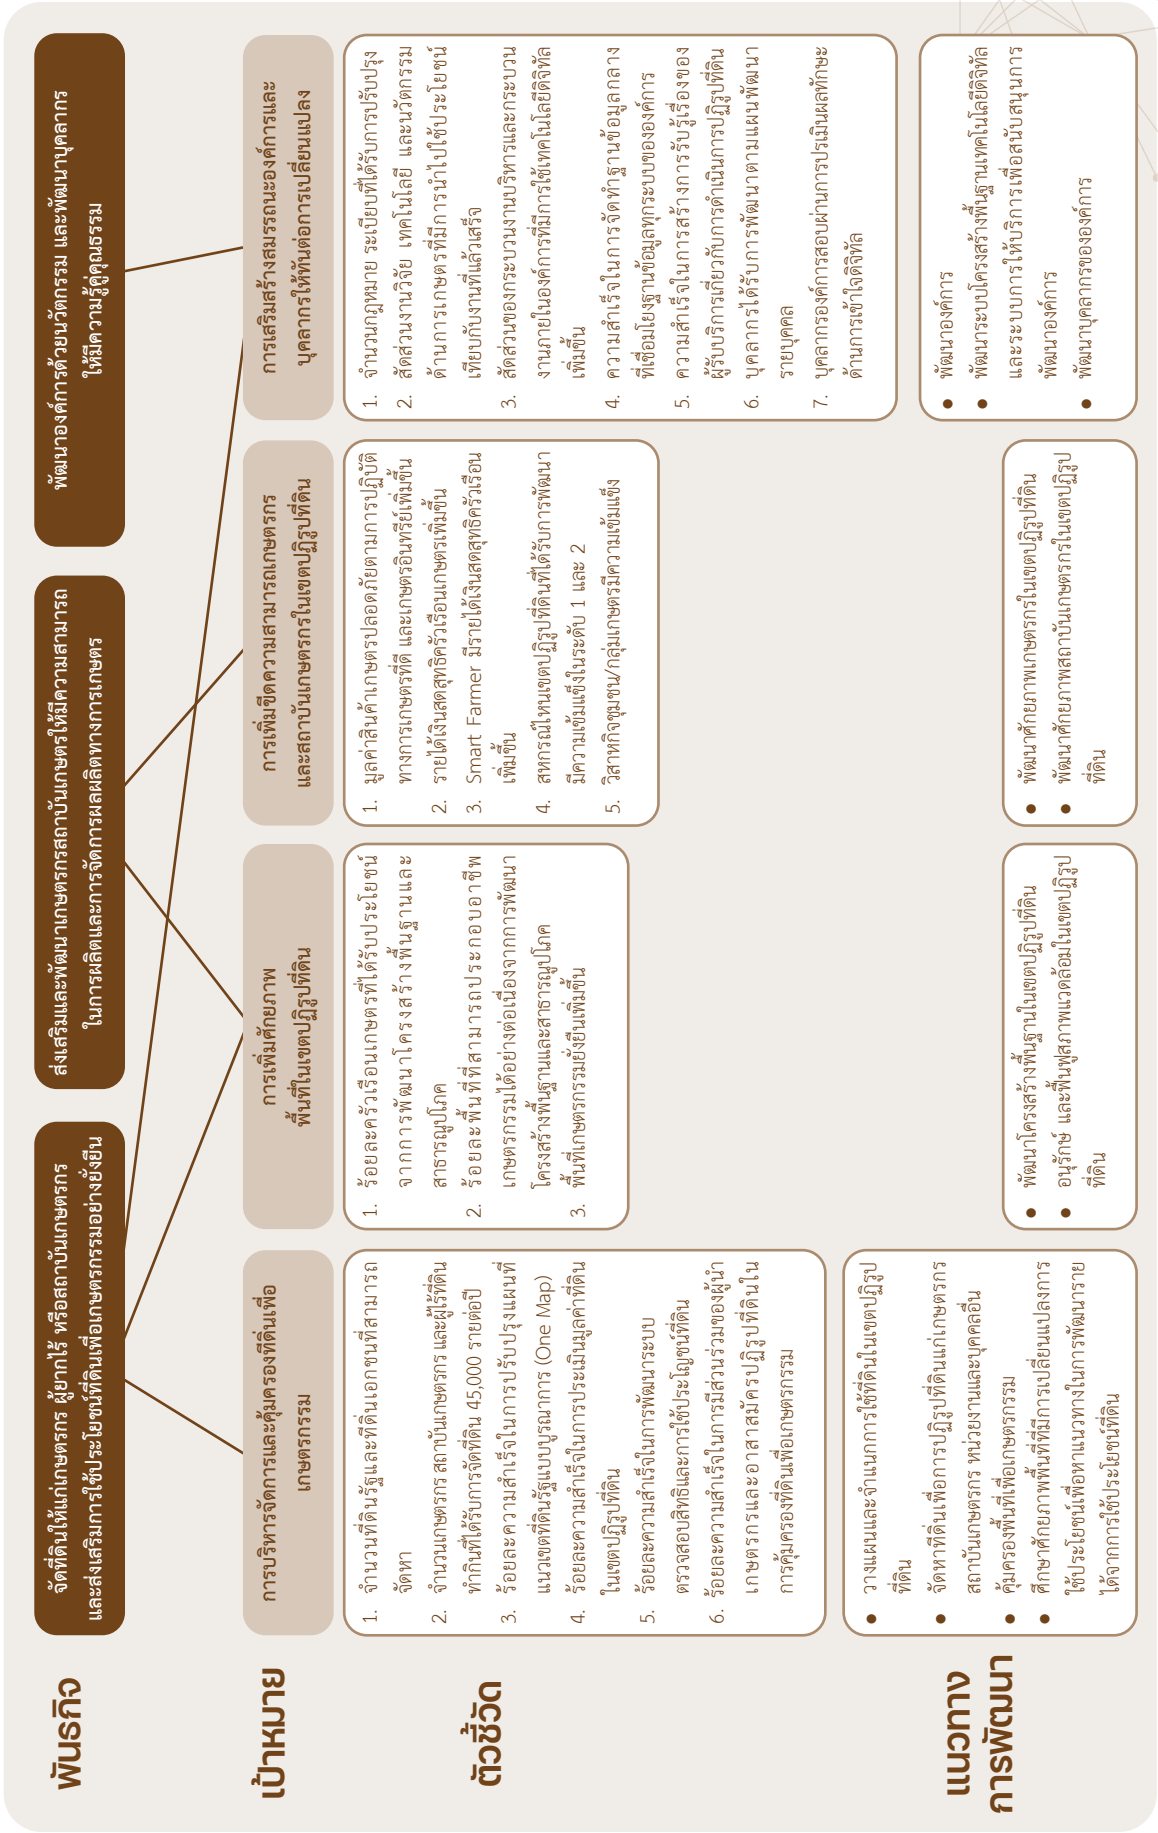 พันธกิจ
จัดที่ดินให้แก่เกษตรกร ผู้ยากไร้ หรือสถาบันเกษตรกร
และส่งเสริมการใช้ประโยชน์ที่ดินเพื่อเกษตรกรรมอย่างยั่งยืน
ส่งเสริมและพัฒนาเกษตรกรสถาบันเกษตรให้มีความสามารถ
ในการผลิตและการจัดการผลผลิตทางการเกษตร
พัฒนาองค์การด้วยนวัตกรรม และพัฒนาบุคลากร
ให้มีความรู้คู่คุณธรรม
เป้าหมาย
การบริหารจัดการและคุ้มครองที่ดินเพื่อ
เกษตรกรรม
การเพิ่มศักยภาพ
พื้นที่ในเขตปฏิรูปที่ดิน
การเพิ่มขีดความสามารถเกษตรกร
และสถาบันเกษตรกรในเขตปฏิรูปที่ดิน
การเสริมสร้างสมรรถนะองค์การและ
บุคลากรให้ทันต่อการเปลี่ยนแปลง
ตัวชี้วัด
1. จำนวนที่ดินรัฐและที่ดินเอกชนที่สามารถ
จัดหา
2. จำนวนเกษตรกร สถาบันเกษตรกร และผู้ไร้ที่ดิน
ทำกินที่ได้รับการจัดที่ดิน 45,000 รายต่อปี
3. ร้อยละความสำเร็จในการปรับปรุงแผนที่
แนวเขตที่ดินรัฐแบบบูรณาการ (One Map)
4. ร้อยละความสำเร็จในการประเมินมูลค่าที่ดิน
ในเขตปฏิรูปที่ดิน
5. ร้อยละความสำเร็จในการพัฒนาระบบ
ตรวจสอบสิทธิและการใช้ประโญชน์ที่ดิน
6. ร้อยละความสำเร็จในการมีส่วนร่วมของผู้นำ
เกษตรกรและอาสาสมัครปฏิรูปที่ดินใน
การคุ้มครองที่ดินเพื่อเกษตรกรรม
1. ร้อยละครัวเรือนเกษตรที่ได้รับประโยชน์
จากการพัฒนาโครงสร้างพื้นฐานและ
สาธารณูปโภค
2. ร้อยละพื้นที่ที่สามารถประกอบอาชีพ
เกษตรกรรมได้อย่างต่อเนื่องจากการพัฒนา
โครงสร้างพื้นฐานและสาธารณูปโภค
3. พื้นที่เกษตรกรรมยั่งยืนเพิ่มขึ้น
1. มูลค่าสินค้าเกษตรปลอดภัยตามการปฏิบัติ
ทางการเกษตรที่ดี และเกษตรอินทรีย์เพิ่มขึ้น
2. รายได้เงินสดสุทธิครัวเรือนเกษตรเพิ่มขึ้น
3. Smart Farmer มีรายได้เงินสดสุทธิครัวเรือน
เพิ่มขึ้น
4. สหกรณ์ไหนเขตปฏิรูปที่ดินที่ได้รับการพัฒนา
มีความเข้มแข็งในระดับ 1 และ 2
5. วิสาหกิจชุมชน/กลุ่มเกษตรมีความเข้มแข็ง
1. จำนวนกฎหมาย ระเบียบที่ได้รับการปรับปรุง
2. สัดส่วนงานวิจัย เทคโนโลยี และนวัตกรรม
ด้านการเกษตรที่มีการนำไปใช้ประโยชน์
เทียบกับงานที่แล้วเสร็จ
3. สัดส่วนของกระบวนงานบริหารและกระบวน
งานภายในองค์การที่มีการใช้เทคโนโลยีดิจิทัล
เพิ่มขึ้น
4. ความสำเร็จในการจัดทำฐานข้อมูลกลาง
ที่เชื่อมโยงฐานข้อมูลทุกระบบขององค์การ
5. ความสำเร็จในการสร้างการรับรู้เรื่องของ
ผู้รับบริการเกี่ยวกับการดำเนินการปฏิรูปที่ดิน
6. บุคลากรได้รับการพัฒนาตามแผนพัฒนา
รายบุคคล
7. บุคลากรองค์การสอบผ่านการประเมินผลทักษะ
ด้านการเข้าใจดิจิทัล
แนวทาง
การพัฒนา
● วางแผนและจำแนกการใช้ที่ดินในเขตปฏิรูป
ที่ดิน
● จัดหาที่ดินเพื่อการปฏิรูปที่ดินแก่เกษตรกร
สถาบันเกษตรกร หน่วยงานและบุคคลอื่น
● คุ้มครองพื้นที่เพื่อเกษตรกรรม
● ศึกษาศักยภาพพื้นที่ที่มีการเปลี่ยนแปลงการ
ใช้ประโยชน์เพื่อหาแนวทางในการพัฒนาราย
ได้จากการใช้ประโยชน์ที่ดิน
● พัฒนาโครงสร้างพื้นฐานในเขตปฏิรูปที่ดิน
● อนุรักษ์ และฟื้นฟูสภาพแวดล้อมในเขตปฏิรูป
ที่ดิน
● พัฒนาศักยภาพเกษตรกรในเขตปฏิรูปที่ดิน
● พัฒนาศักยภาพสถาบันเกษตรกรในเขตปฏิรูป
ที่ดิน
● พัฒนาองค์การ
● พัฒนาระบบโครงสร้างพื้นฐานเทคโนโลยีดิจิทัล
และระบบการให้บริการเพื่อสนับสนุนการ
พัฒนาองค์การ
● พัฒนาบุคลากรขององค์การ